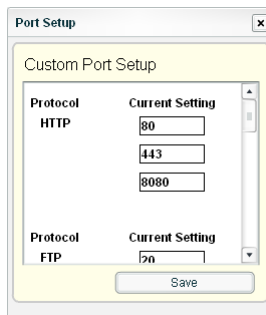 Port Setup
Custom Port Setup
Protocol Current Setting
HTTP 80
443
8080
Protocol Current Setting
FTP 20
Save